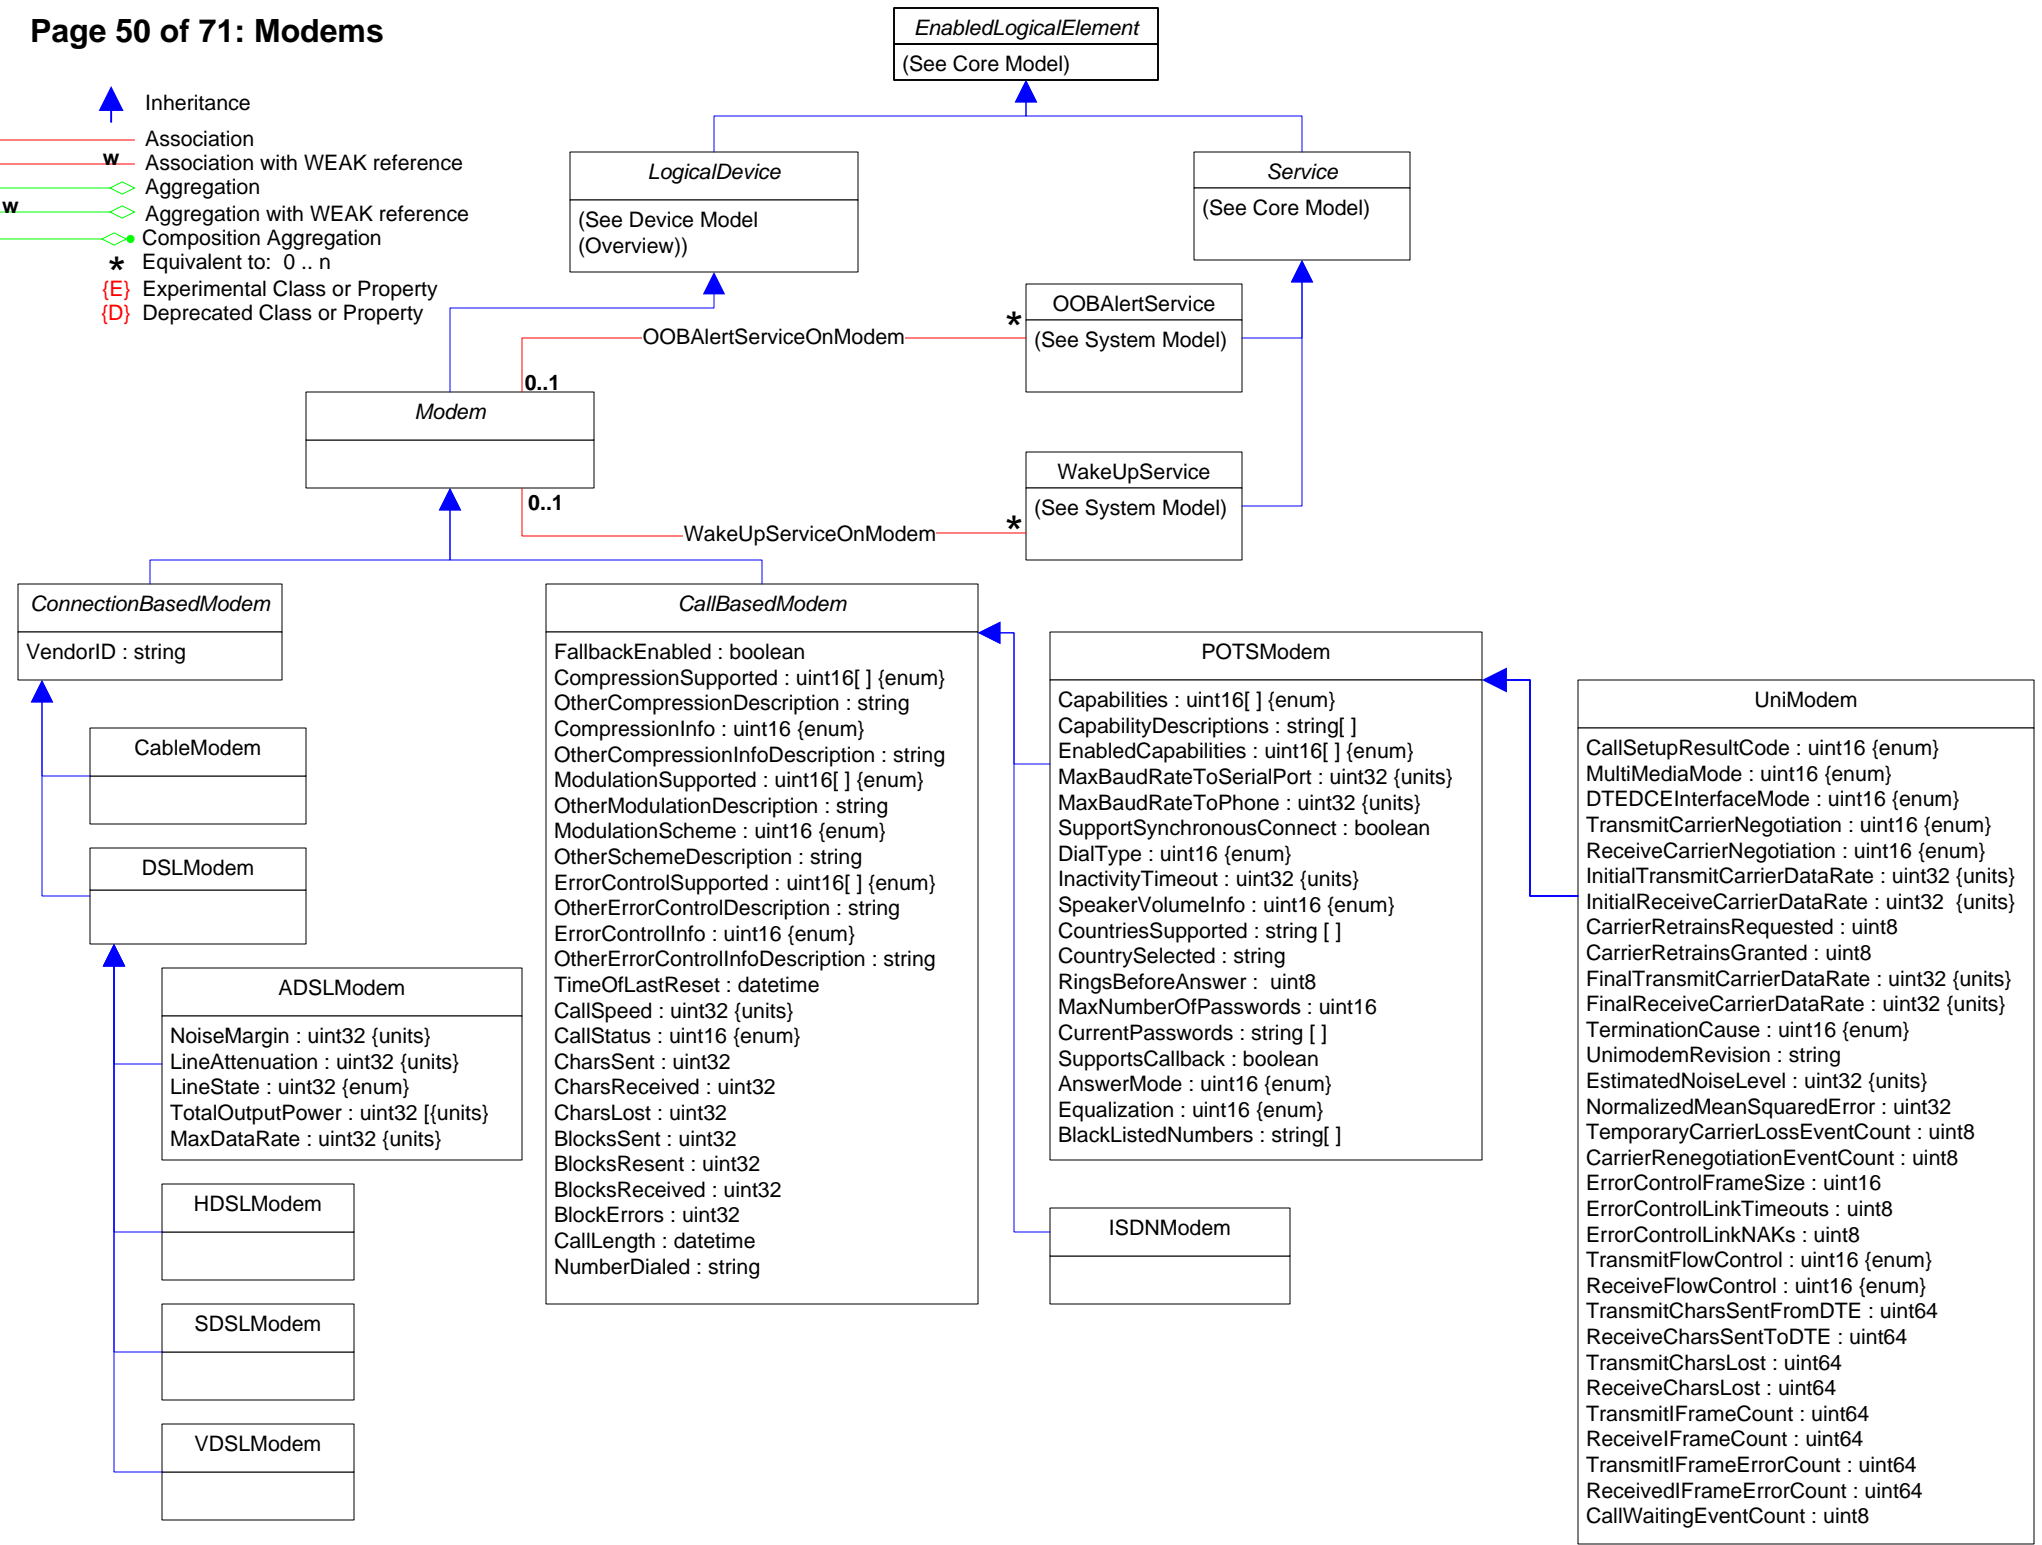 Page 50 of 71: Modems
Inheritance
Association
w
Association with WEAK reference
Aggregation
w
Aggregation with WEAK reference
Composition Aggregation
* Equivalent to: 0 .. n
{E} Experimental Class or Property
{D} Deprecated Class or Property
EnabledLogicalElement
(See Core Model)
LogicalDevice
(See Device Model
(Overview))
Service
(See Core Model)
OOBAlertService
(See System Model)
*
OOBAlertServiceOnModem
0..1
Modem
WakeUpService
(See System Model)
0..1
*
WakeUpServiceOnModem
ConnectionBasedModem
VendorID : string
CableModem
DSLModem
ADSLModem
NoiseMargin : uint32 {units}
LineAttenuation : uint32 {units}
LineState : uint32 {enum}
TotalOutputPower : uint32 [{units}
MaxDataRate : uint32 {units}
HDSLModem
SDSLModem
VDSLModem
CallBasedModem
FallbackEnabled : boolean
CompressionSupported : uint16[ ] {enum}
OtherCompressionDescription : string
CompressionInfo : uint16 {enum}
OtherCompressionInfoDescription : string
ModulationSupported : uint16[ ] {enum}
OtherModulationDescription : string
ModulationScheme : uint16 {enum}
OtherSchemeDescription : string
ErrorControlSupported : uint16[ ] {enum}
OtherErrorControlDescription : string
ErrorControlInfo : uint16 {enum}
OtherErrorControlInfoDescription : string
TimeOfLastReset : datetime
CallSpeed : uint32 {units}
CallStatus : uint16 {enum}
CharsSent : uint32
CharsReceived : uint32
CharsLost : uint32
BlocksSent : uint32
BlocksResent : uint32
BlocksReceived : uint32
BlockErrors : uint32
CallLength : datetime
NumberDialed : string
POTSModem
Capabilities : uint16[ ] {enum}
CapabilityDescriptions : string[ ]
EnabledCapabilities : uint16[ ] {enum}
MaxBaudRateToSerialPort : uint32 {units}
MaxBaudRateToPhone : uint32 {units}
SupportSynchronousConnect : boolean
DialType : uint16 {enum}
InactivityTimeout : uint32 {units}
SpeakerVolumeInfo : uint16 {enum}
CountriesSupported : string [ ]
CountrySelected : string
RingsBeforeAnswer :  uint8
MaxNumberOfPasswords : uint16
CurrentPasswords : string [ ]
SupportsCallback : boolean
AnswerMode : uint16 {enum}
Equalization : uint16 {enum}
BlackListedNumbers : string[ ]
ISDNModem
UniModem
CallSetupResultCode : uint16 {enum}
MultiMediaMode : uint16 {enum}
DTEDCEInterfaceMode : uint16 {enum}
TransmitCarrierNegotiation : uint16 {enum}
ReceiveCarrierNegotiation : uint16 {enum}
InitialTransmitCarrierDataRate : uint32 {units}
InitialReceiveCarrierDataRate : uint32  {units}
CarrierRetrainsRequested : uint8
CarrierRetrainsGranted : uint8
FinalTransmitCarrierDataRate : uint32 {units}
FinalReceiveCarrierDataRate : uint32 {units}
TerminationCause : uint16 {enum}
UnimodemRevision : string
EstimatedNoiseLevel : uint32 {units}
NormalizedMeanSquaredError : uint32
TemporaryCarrierLossEventCount : uint8
CarrierRenegotiationEventCount : uint8
ErrorControlFrameSize : uint16
ErrorControlLinkTimeouts : uint8
ErrorControlLinkNAKs : uint8
TransmitFlowControl : uint16 {enum}
ReceiveFlowControl : uint16 {enum}
TransmitCharsSentFromDTE : uint64
ReceiveCharsSentToDTE : uint64
TransmitCharsLost : uint64
ReceiveCharsLost : uint64
TransmitIFrameCount : uint64
ReceiveIFrameCount : uint64
TransmitIFrameErrorCount : uint64
ReceivedIFrameErrorCount : uint64
CallWaitingEventCount : uint8